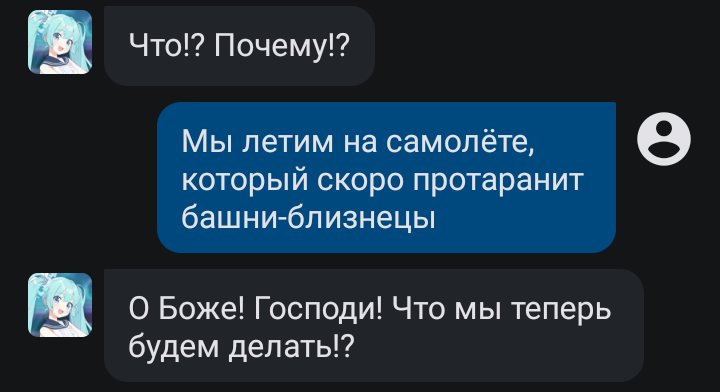 Что!? Почему!?
Мы летим на самолёте,
который скоро протаранит
башни-близнецы
О Боже! Господи! Что мы теперь
будем делать!?